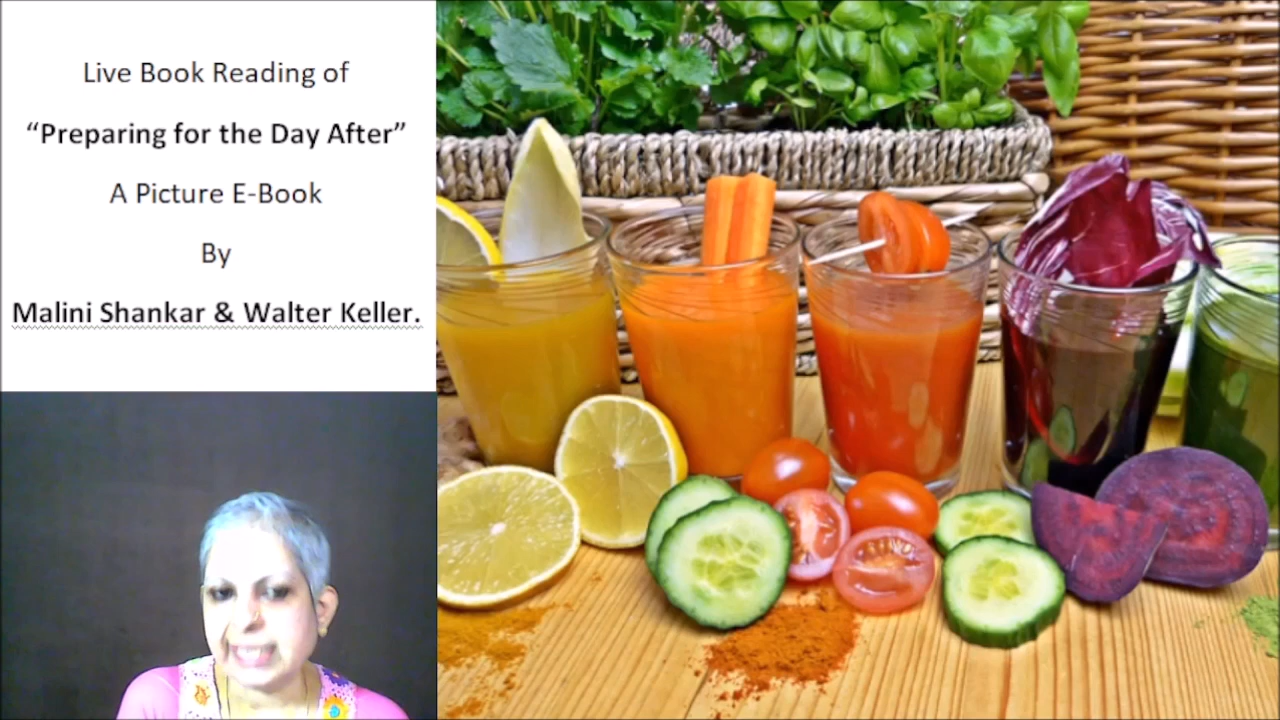 Live Book Reading of
“Preparing for the Day After”
A Picture E-Book
By
Malini Shankar & Walter Keller.